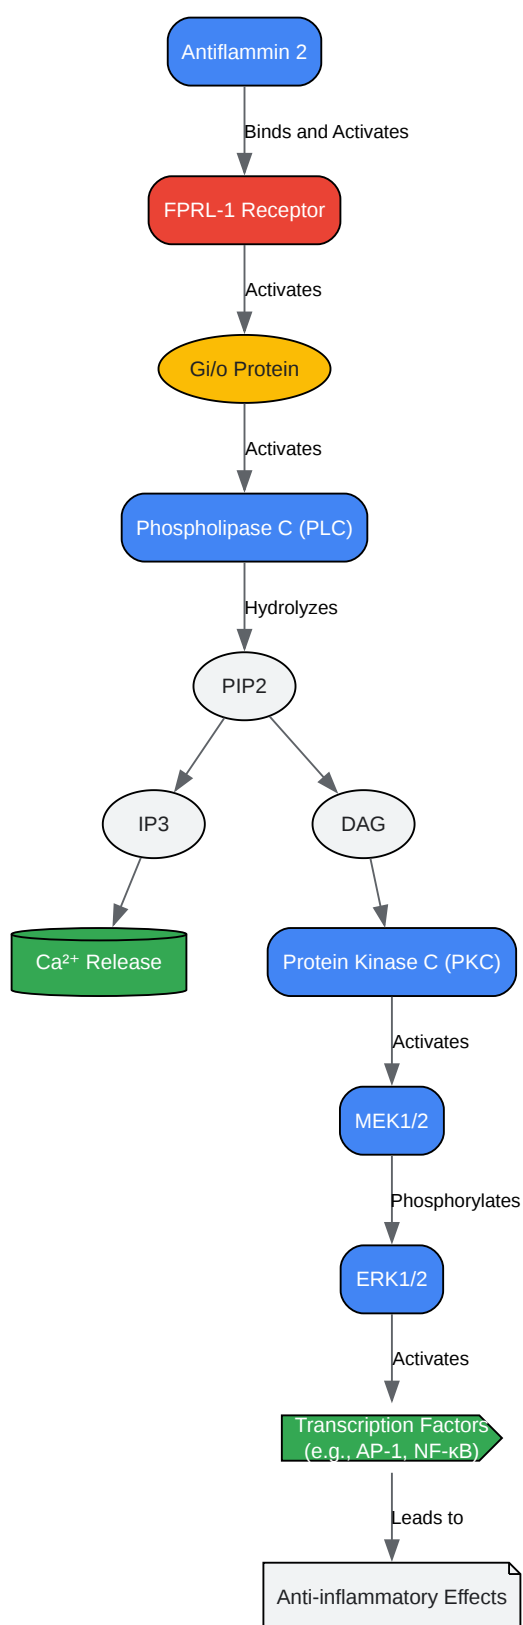 Antiflammin 2
Binds and Activates
FPRL-1 Receptor
Activates
Gi/o Protein
Activates
Phospholipase C (PLC)
Hydrolyzes
PIP2
IP3
DAG
Ca²⁺ Release
Protein Kinase C (PKC)
Activates
MEK1/2
Phosphorylates
ERK1/2
Activates
Transcription Factors
(e.g., AP-1, NF-κB)
Leads to
Anti-inflammatory Effects